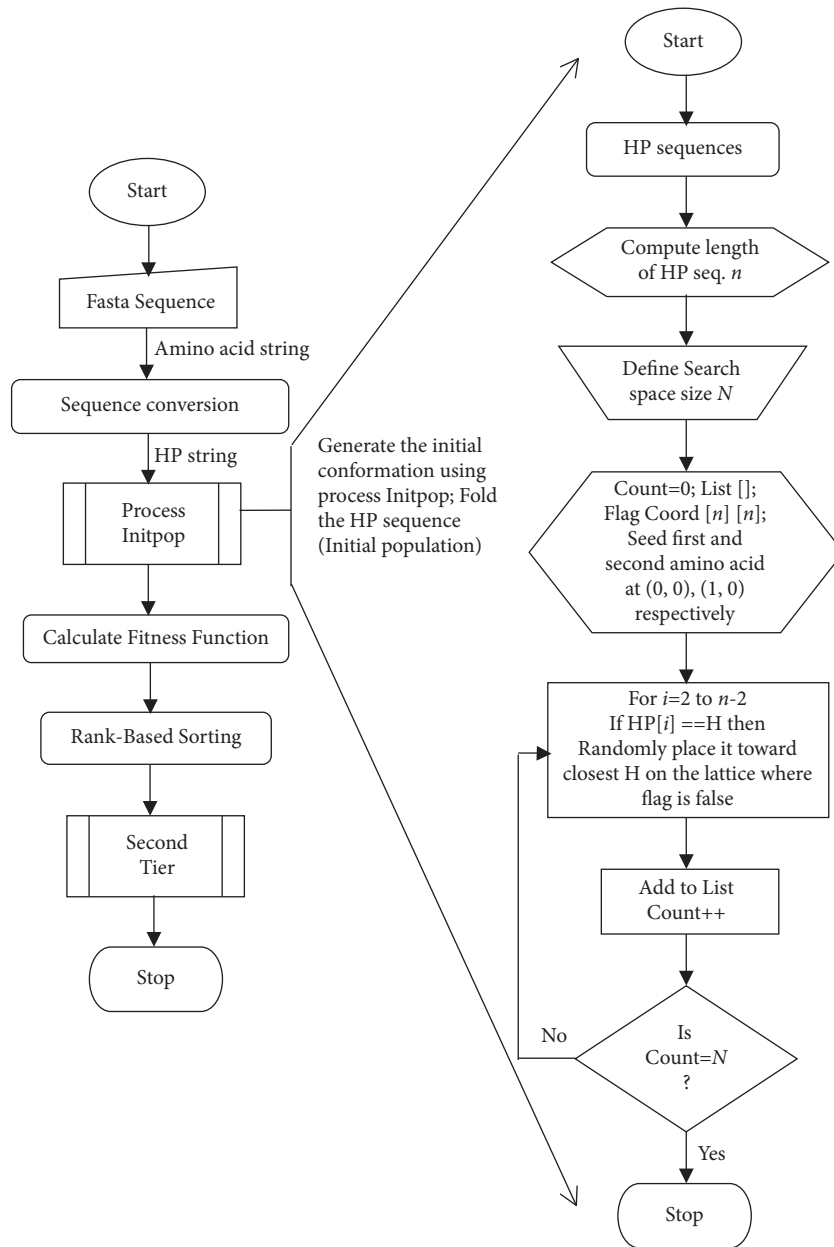 Start
Fasta Sequence
Amino acid string
Sequence conversion
HP string
Process
Initpop
Calculate Fitness Function
Rank-Based Sorting
Second
Tier
Stop
Generate the initial
conformation using
process Initpop; Fold
the HP sequence
(Initial population)
Start
HP sequences
Compute length
of HP seq. n
Define Search
space size N
Count=0; List [];
Flag Coord [n] [n];
Seed first and
second amino acid
at (0, 0), (1, 0)
respectively
For i=2 to n-2
If HP[i] ==H then
Randomly place it toward
closest H on the lattice where
flag is false
Add to List
Count++
Is
Count=N
?
No
Yes
Stop